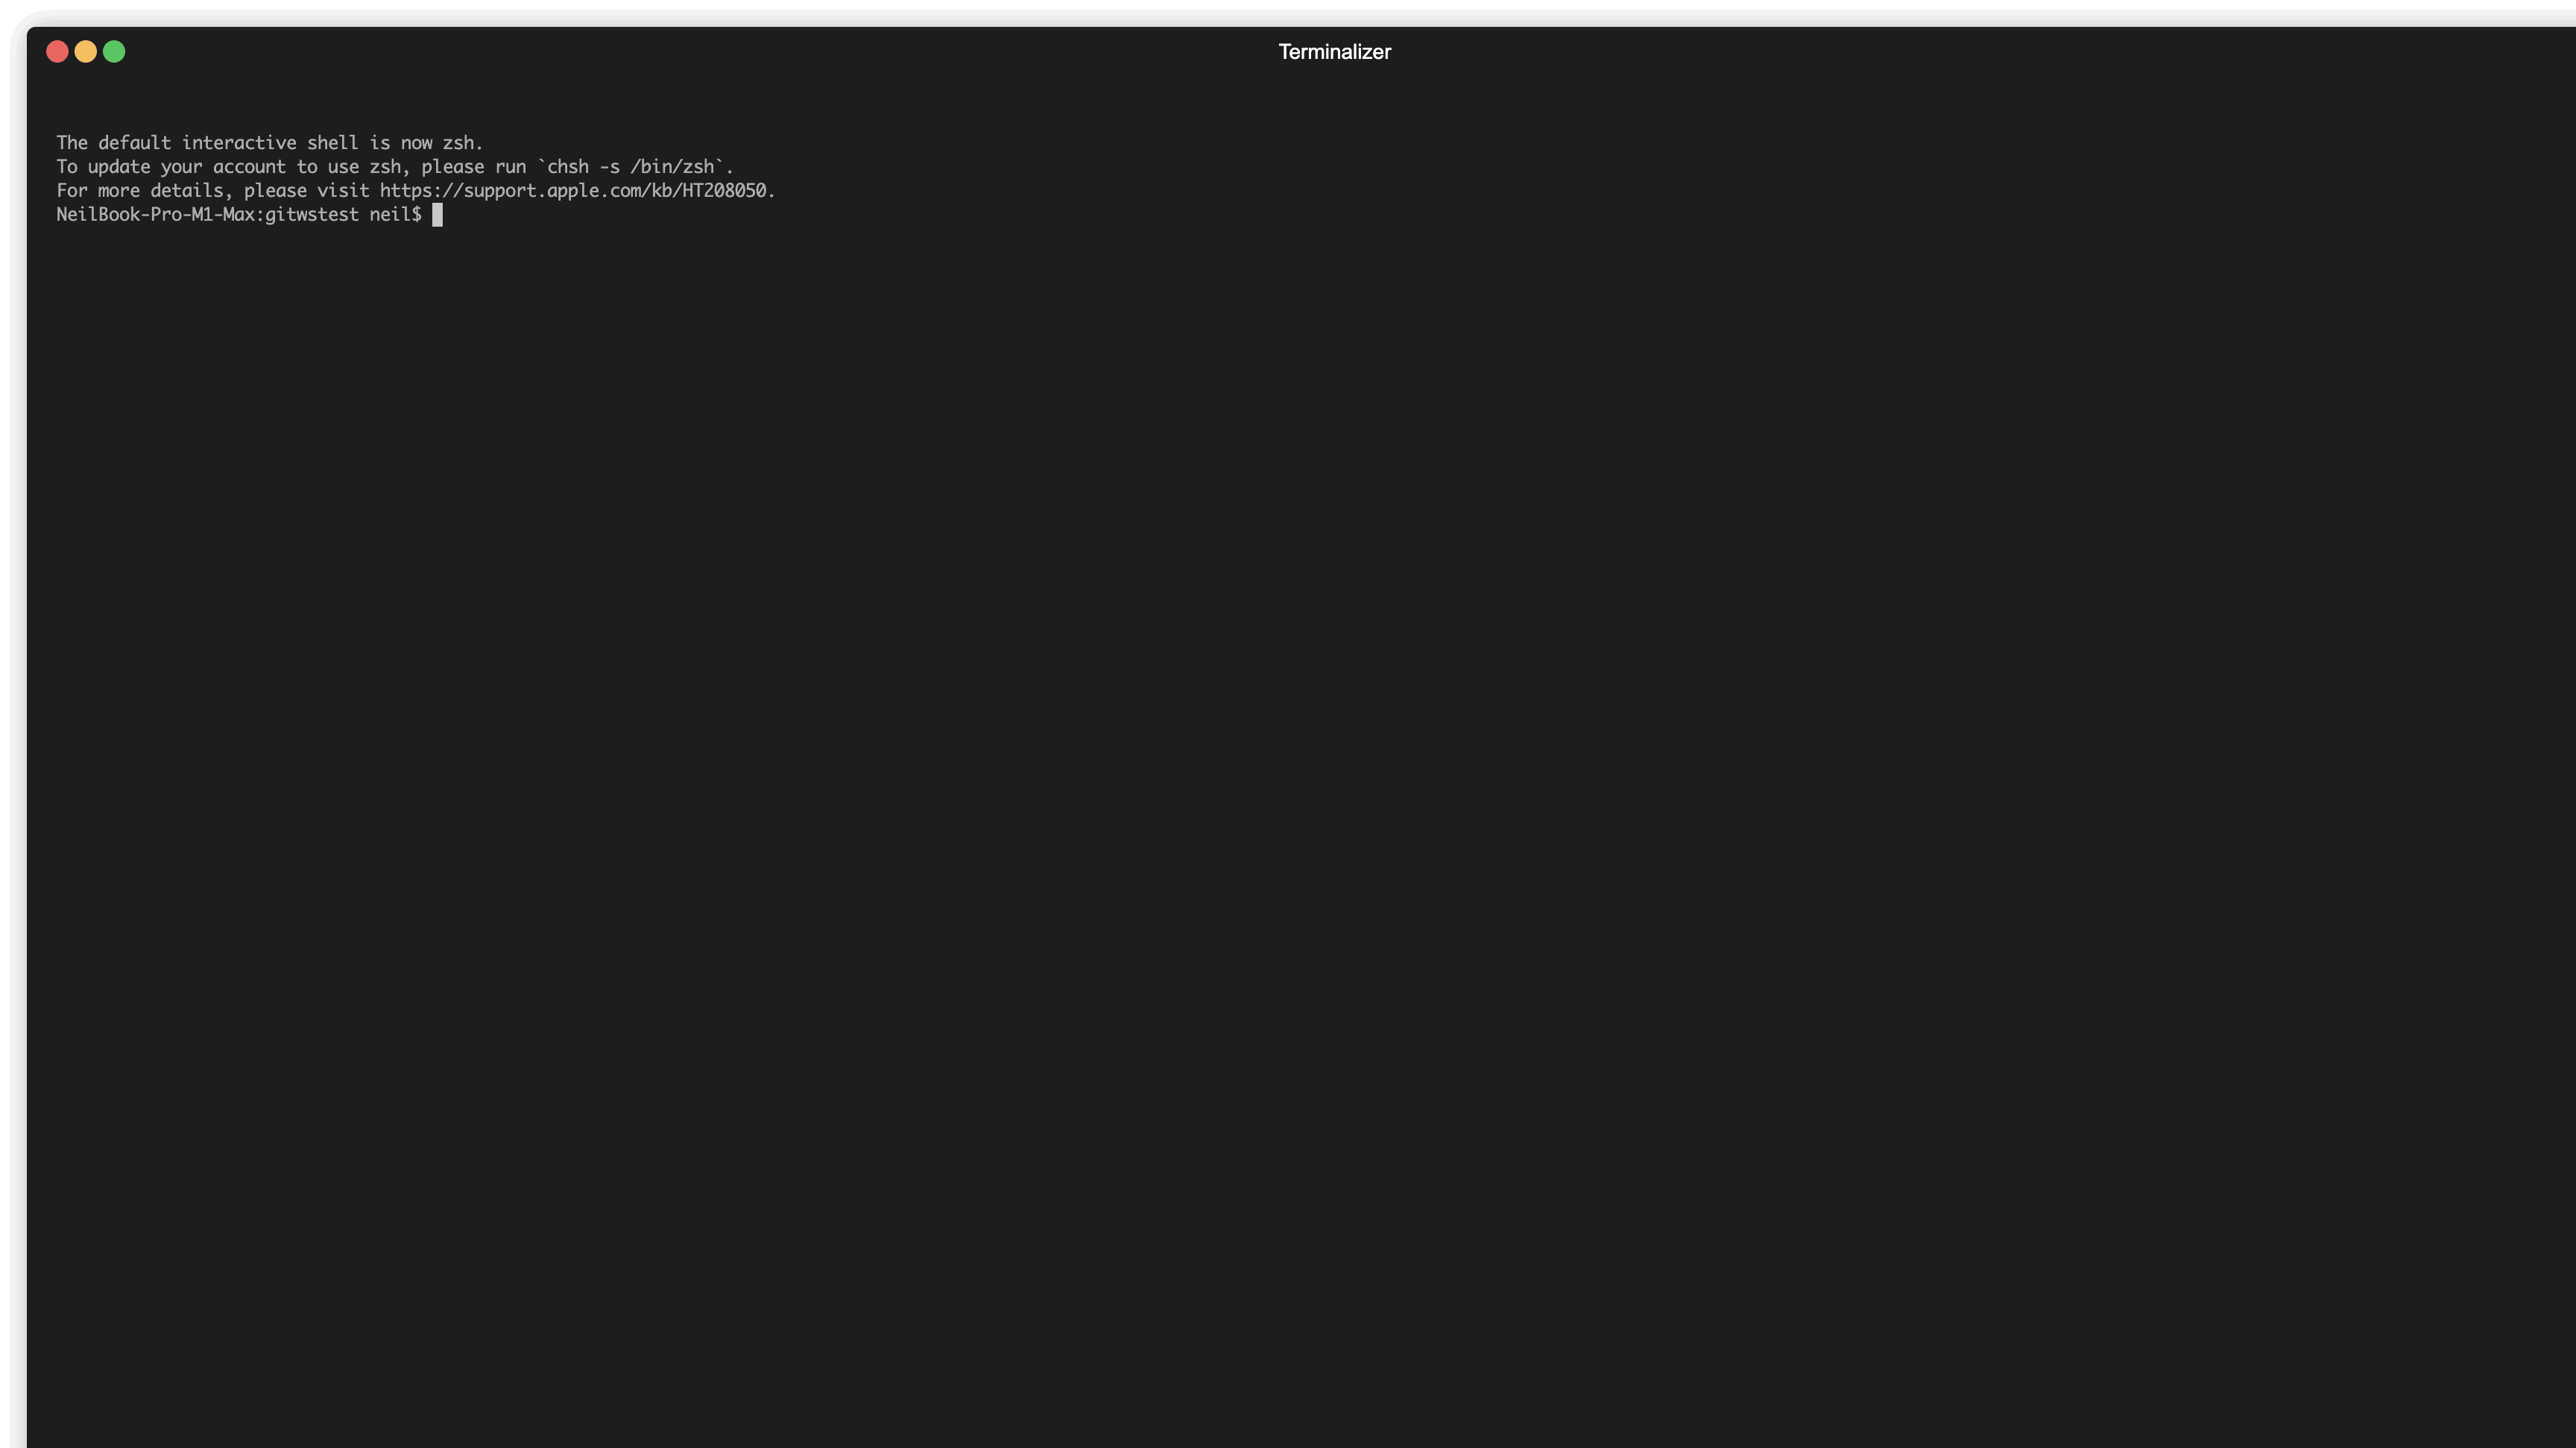 Terminalizer
The default interactive shell is now zsh.
To update your account to use zsh, please run `chsh -s /bin/zsh`.
For more details, please visit https://support.apple.com/kb/HT208050.
NeilBook-Pro-M1-Max:gitwstest neil$